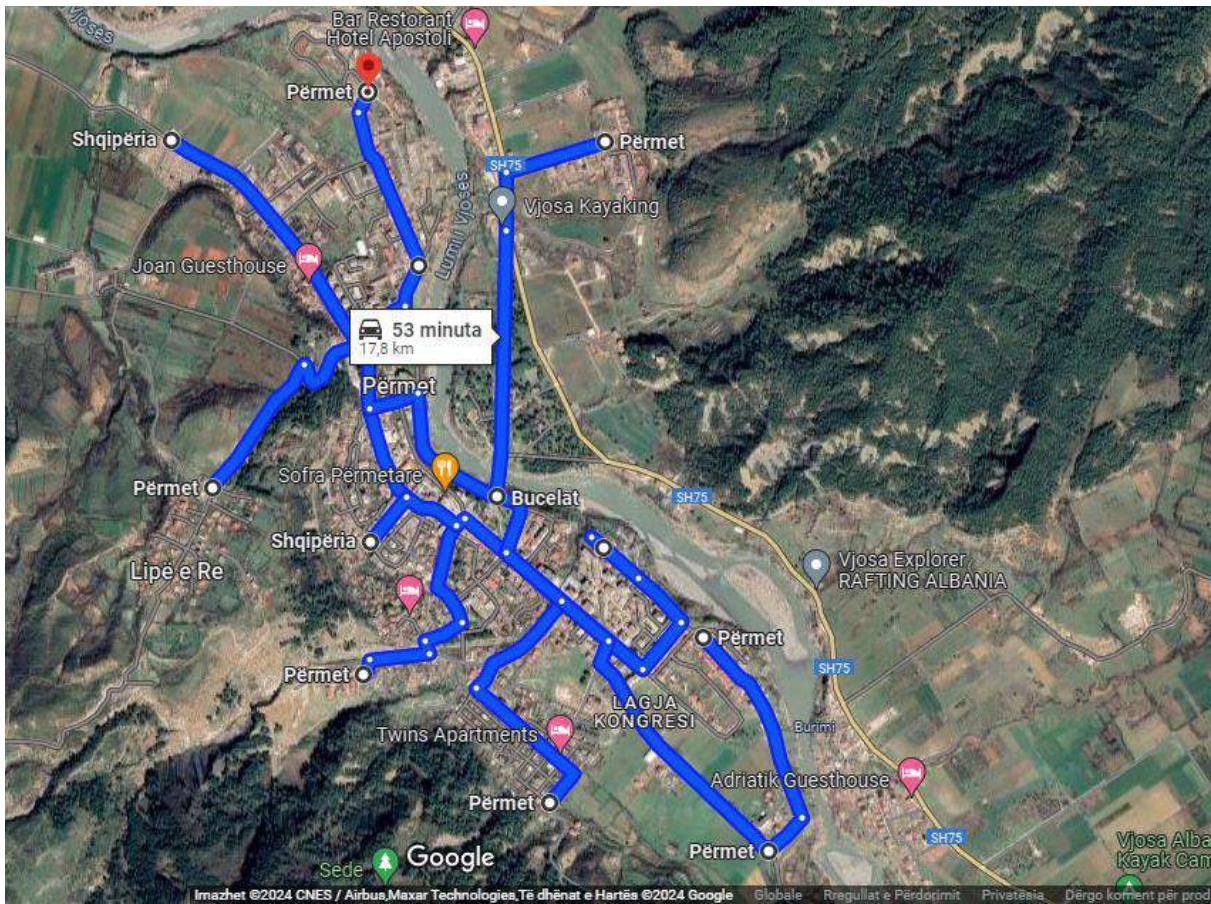 Vjosës
Bar Restorant
Hotel Apostoli
Përmet
Shqipëria
Përmet
SH75
Vjosa Kayaking
Lumi i Vjosës
Joan Guesthouse
53 minuta
17,8 km
Përmet
Sofra Përmetare
Përmet
Bucelat
SH75
Shqipëria
Lipë e Re
Vjosa Explorer
RAFTING ALBANIA
Përmet
Përmet
SH75
LAGJA
KONGRESI
Burimi
Twins Apartments
Adriatik Guesthouse
Përmet
Përmet
SH75
Vjosa Alba
Kayak Cam
Sede
Google
Imazhet ©2024 CNES / Airbus,Maxar Technologies,Të dhënat e Hartës ©2024 Google Globale Rregullat e Përdorimit Privatësia Dërgo koment për prod